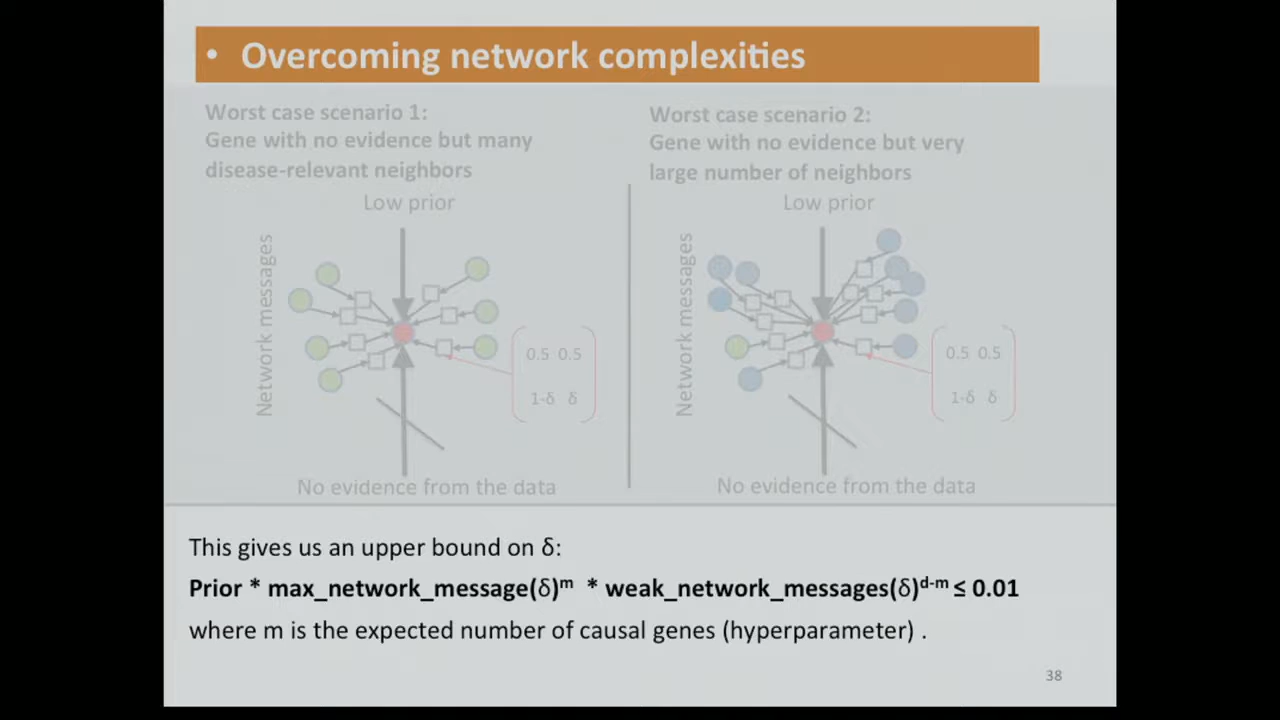 • Overcoming network complexities
Worst case scenario 1:
Gene with no evidence but many
disease-relevant neighbors
Low prior
Network messages
0.5 0.5
1-δ δ
No evidence from the data
Worst case scenario 2:
Gene with no evidence but very
large number of neighbors
Low prior
Network messages
0.5 0.5
1-δ δ
No evidence from the data
This gives us an upper bound on δ:
Prior * max_network_message(δ)ᵐ * weak_network_messages(δ)ᵈ⁻ᵐ ≤ 0.01
where m is the expected number of causal genes (hyperparameter) .
38